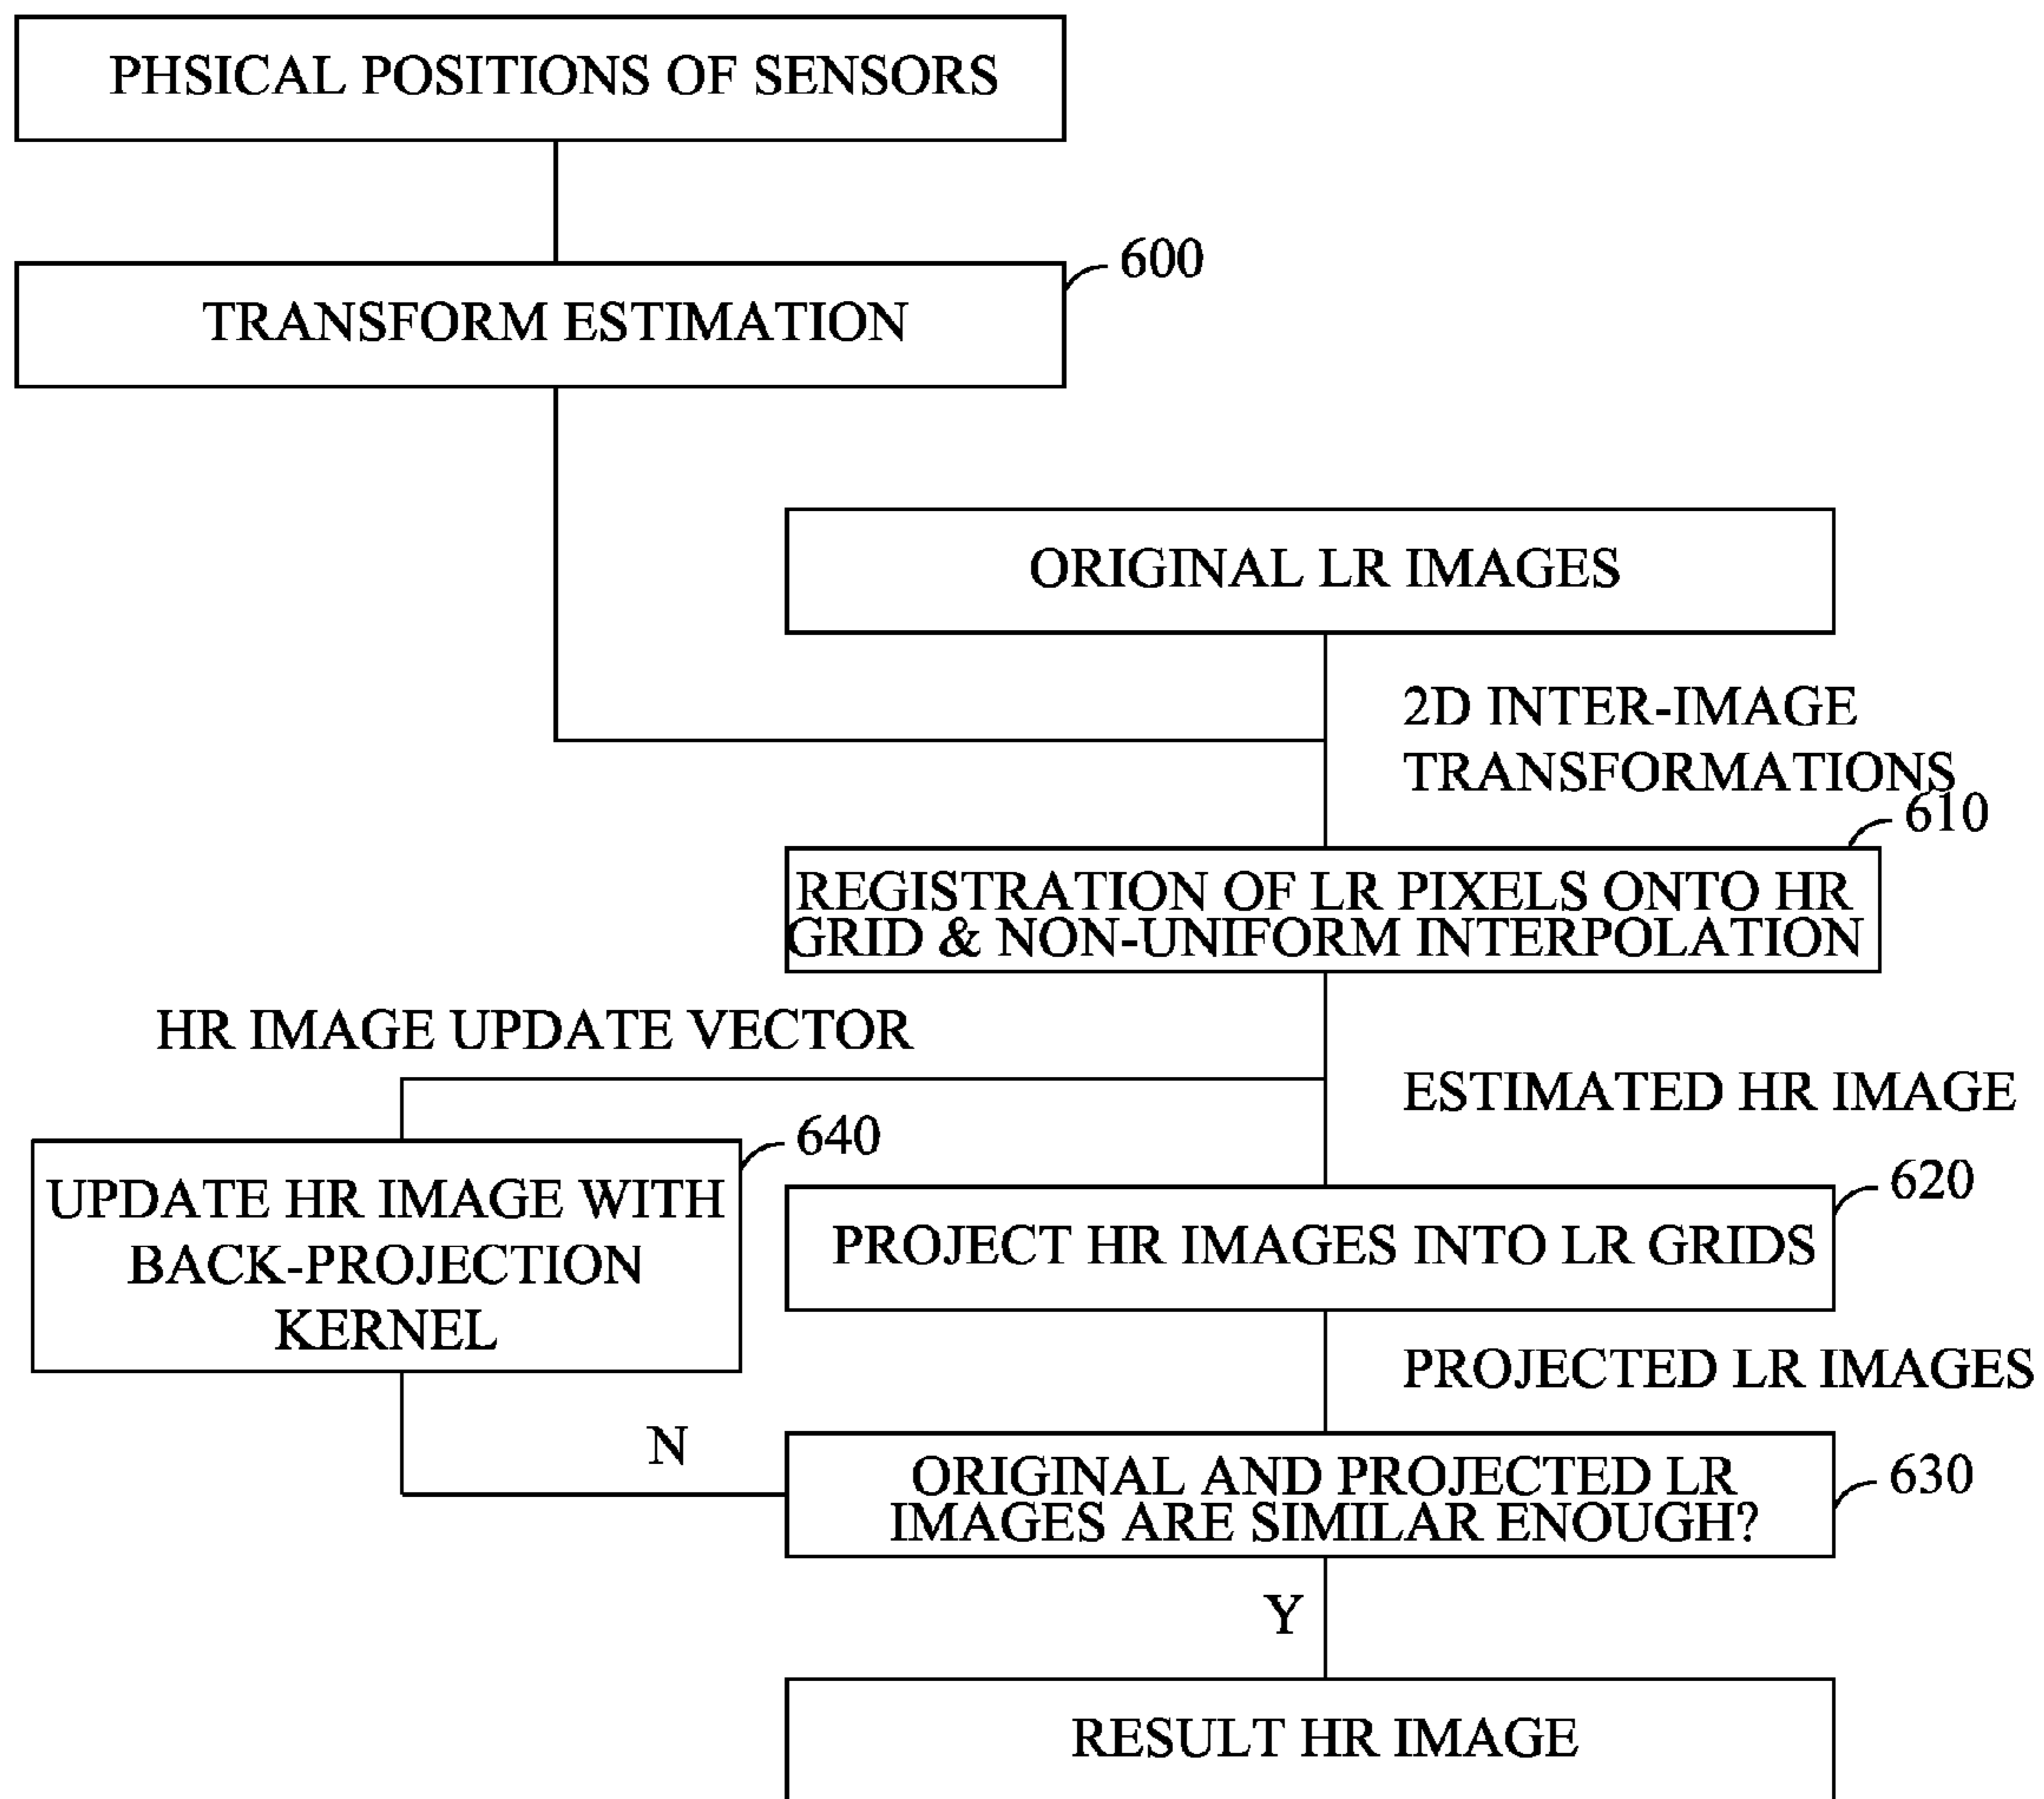 PHSICAL POSITIONS OF SENSORS
600
TRANSFORM ESTIMATION
ORIGINAL LR IMAGES
2D INTER-IMAGE
TRANSFORMATIONS
610
REGISTRATION OF LR PIXELS ONTO HR
GRID & NON-UNIFORM INTERPOLATION
HR IMAGE UPDATE VECTOR
ESTIMATED HR IMAGE
640
UPDATE HR IMAGE WITH
BACK-PROJECTION
KERNEL
620
PROJECT HR IMAGES INTO LR GRIDS
PROJECTED LR IMAGES
N
630
ORIGINAL AND PROJECTED LR
IMAGES ARE SIMILAR ENOUGH?
Y
RESULT HR IMAGE